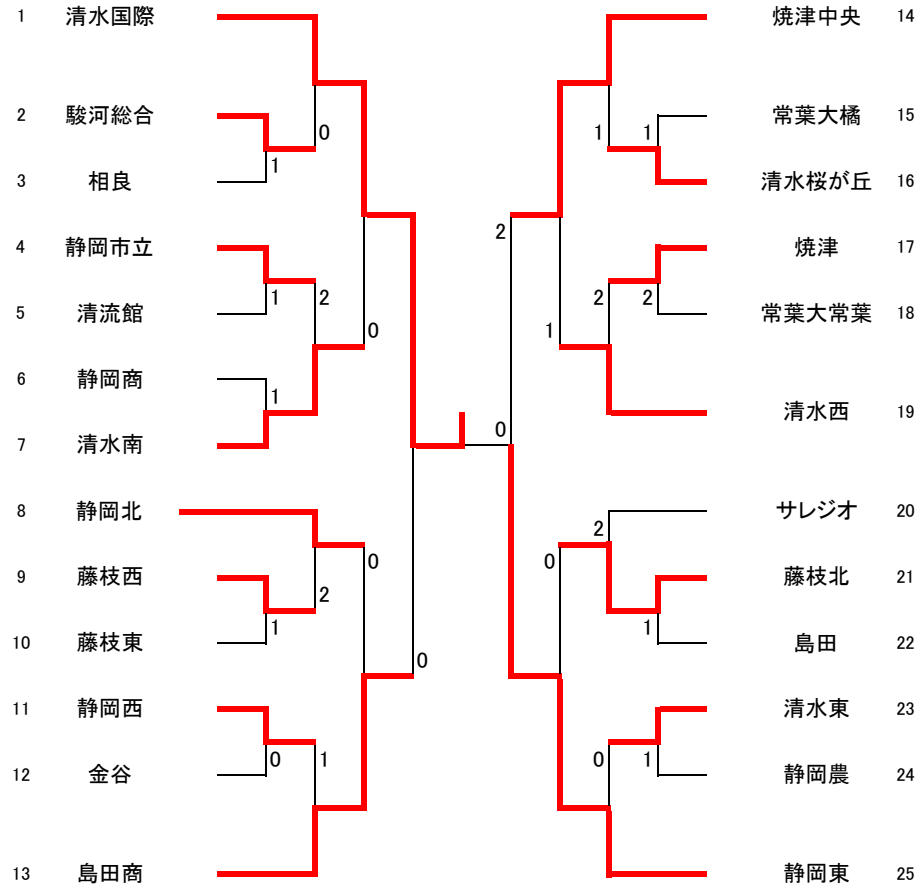 1 清水国際 焼津中央 14
2 駿河総合 常葉大橘 15
0 1 1
1
3 相良 清水桜が丘 16
2
4 静岡市立 焼津 17
1 2 2 2
5 清流館 常葉大常葉 18
0 1
6 静岡商
1
清水西 19
7 清水南 0
8 静岡北 サレジオ 20
2
0 0
9 藤枝西 藤枝北 21
2
1 1
10 藤枝東 島田 22
0
11 静岡西 清水東 23
0 1 0 1
12 金谷 静岡農 24
13 島田商 静岡東 25